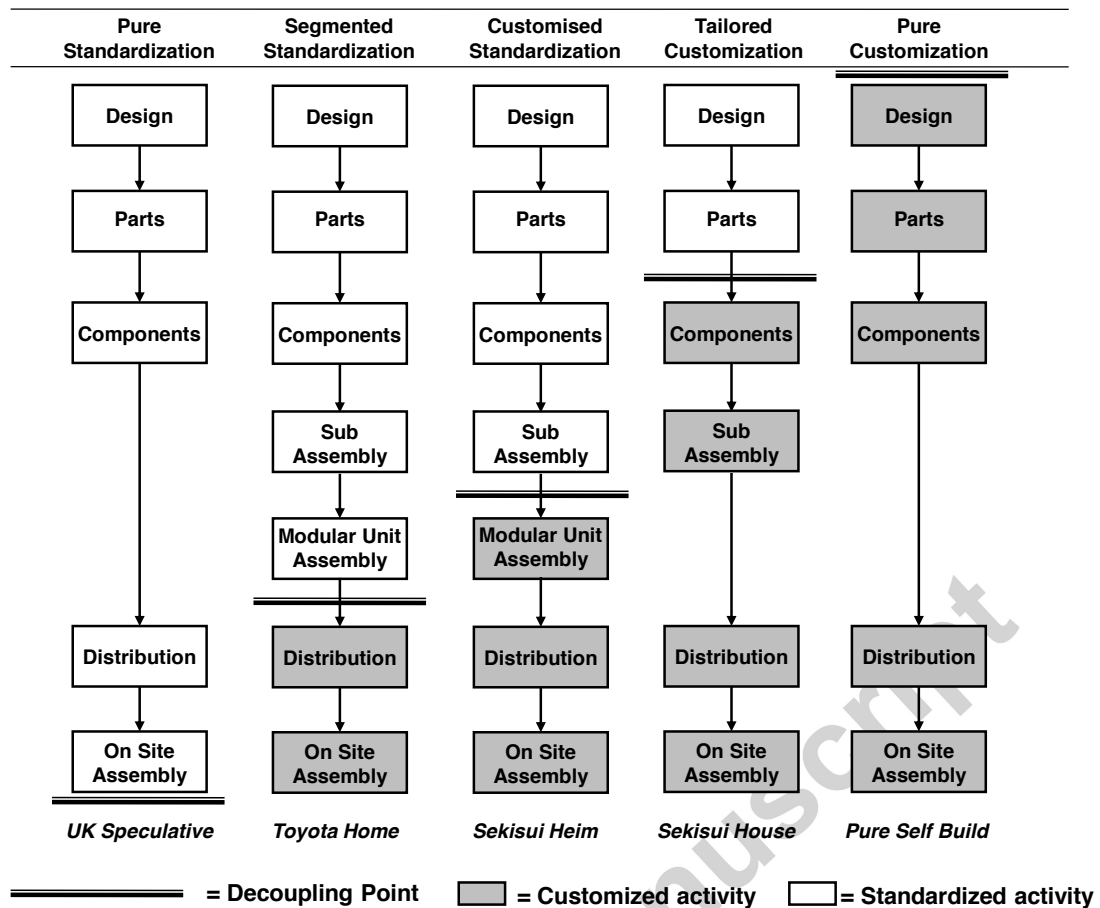 Pure Standardization
Segmented Standardization
Customised Standardization
Tailored Customization
Pure Customization
Design
Design
Design
Design
Design
Parts
Parts
Parts
Parts
Parts
Components
Components
Components
Components
Components
Sub Assembly
Sub Assembly
Sub Assembly
Modular Unit Assembly
Modular Unit Assembly
Distribution
Distribution
Distribution
Distribution
Distribution
On Site Assembly
On Site Assembly
On Site Assembly
On Site Assembly
On Site Assembly
UK Speculative
Toyota Home
Sekisui Heim
Sekisui House
Pure Self Build
= Decoupling Point
= Customized activity
= Standardized activity
nuscript